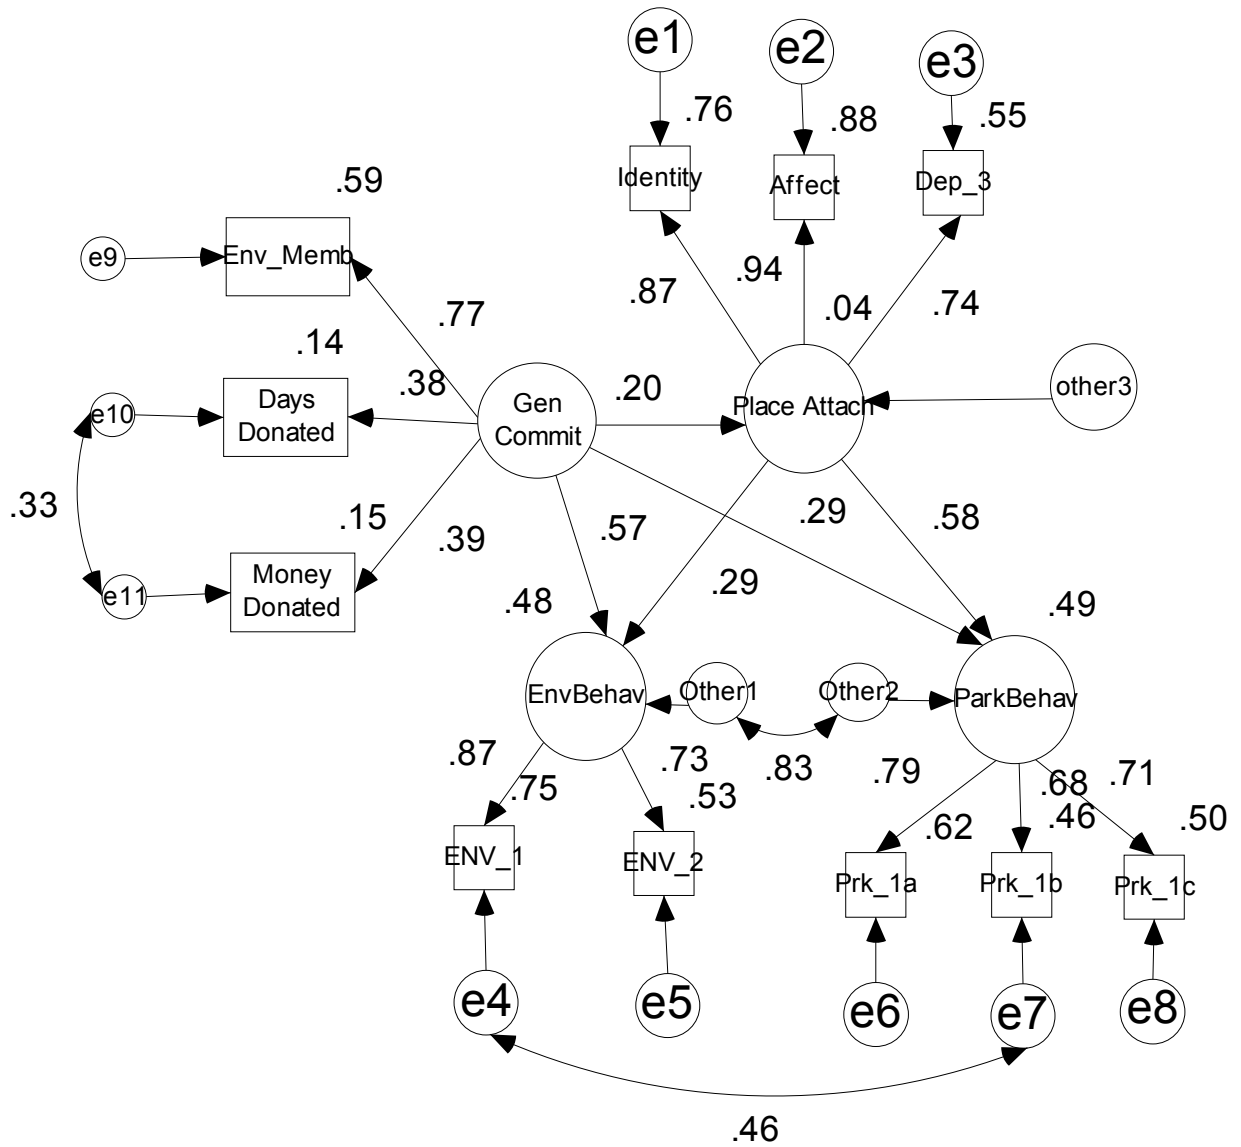 e1
e2
e3
.76
.88
.55
Identity
Affect
Dep_3
.59
e9
Env_Memb
.87
.94
.04
.74
.77
.14
.38
.20
e10
Days
Donated
Gen
Commit
Place Attach
other3
.33
.15
.39
.57
.29
.58
e11
Money
Donated
.29
.48
.49
EnvBehav
Other1
Other2
ParkBehav
.87
.75
.73
.53
.83
.79
.62
.68
.46
.71
.50
ENV_1
ENV_2
Prk_1a
Prk_1b
Prk_1c
e4
e5
e6
e7
e8
.46